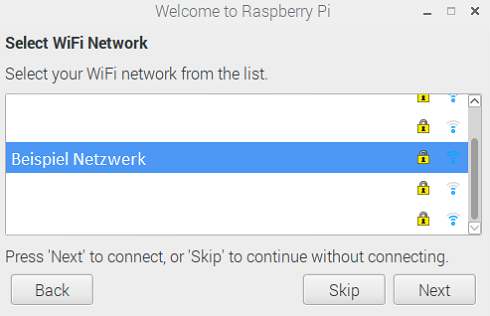 Welcome to Raspberry Pi
Select WiFi Network
Select your WiFi network from the list.
Beispiel Netzwerk
Press 'Next' to connect, or 'Skip' to continue without connecting.
Back Skip Next